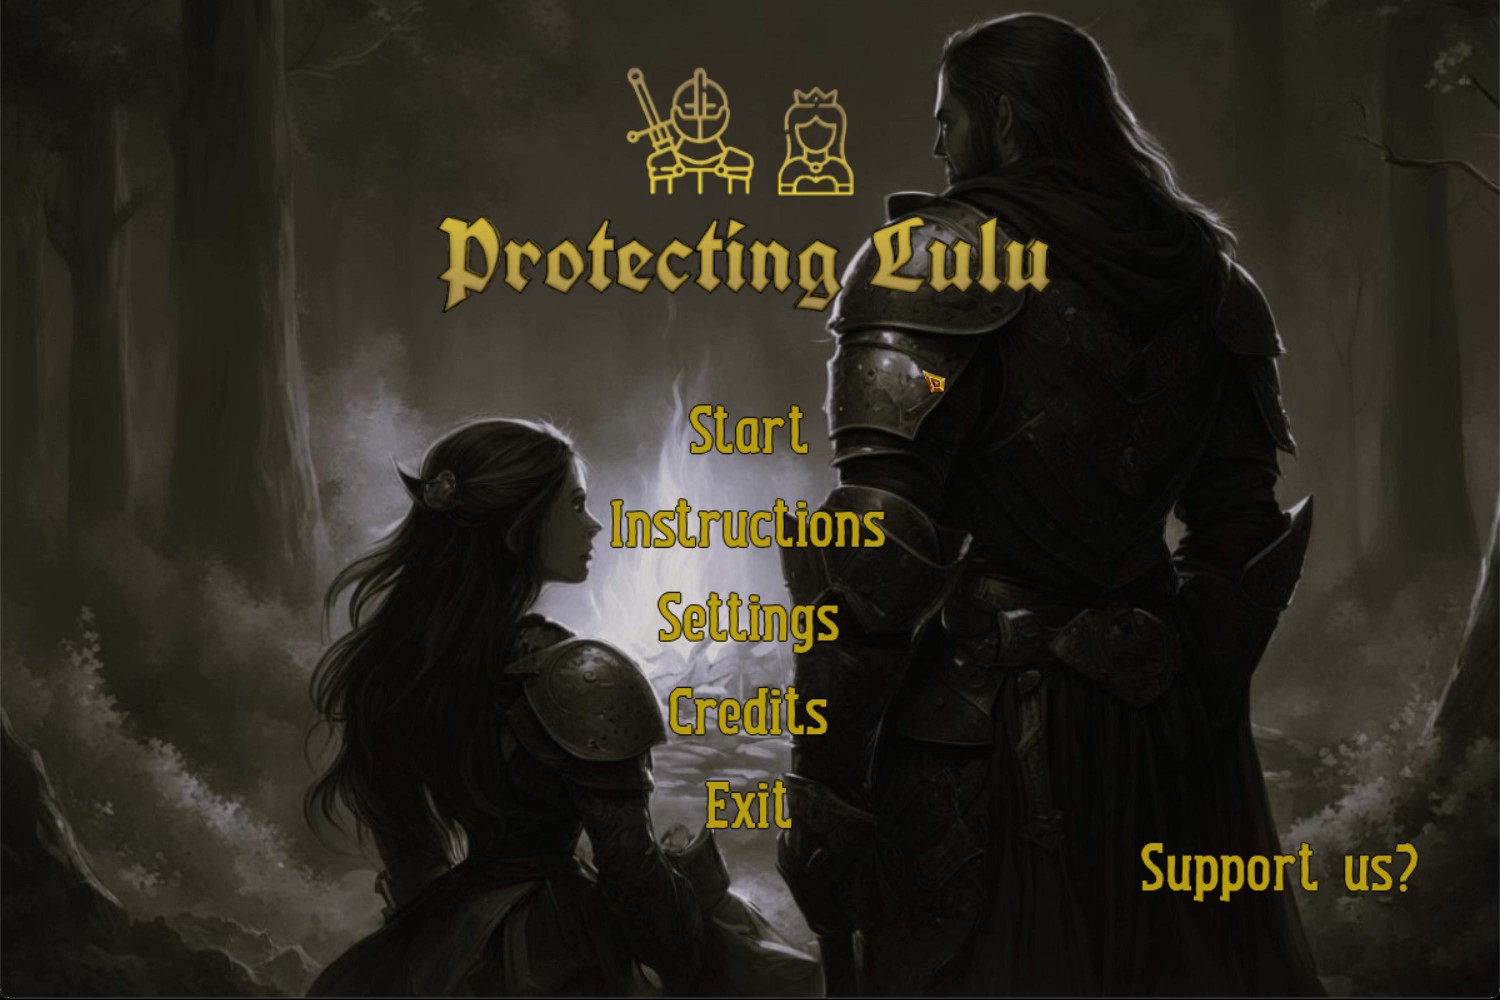 Protecting Lulu
Start
Instructions
Settings
Credits
Exit
Support us?